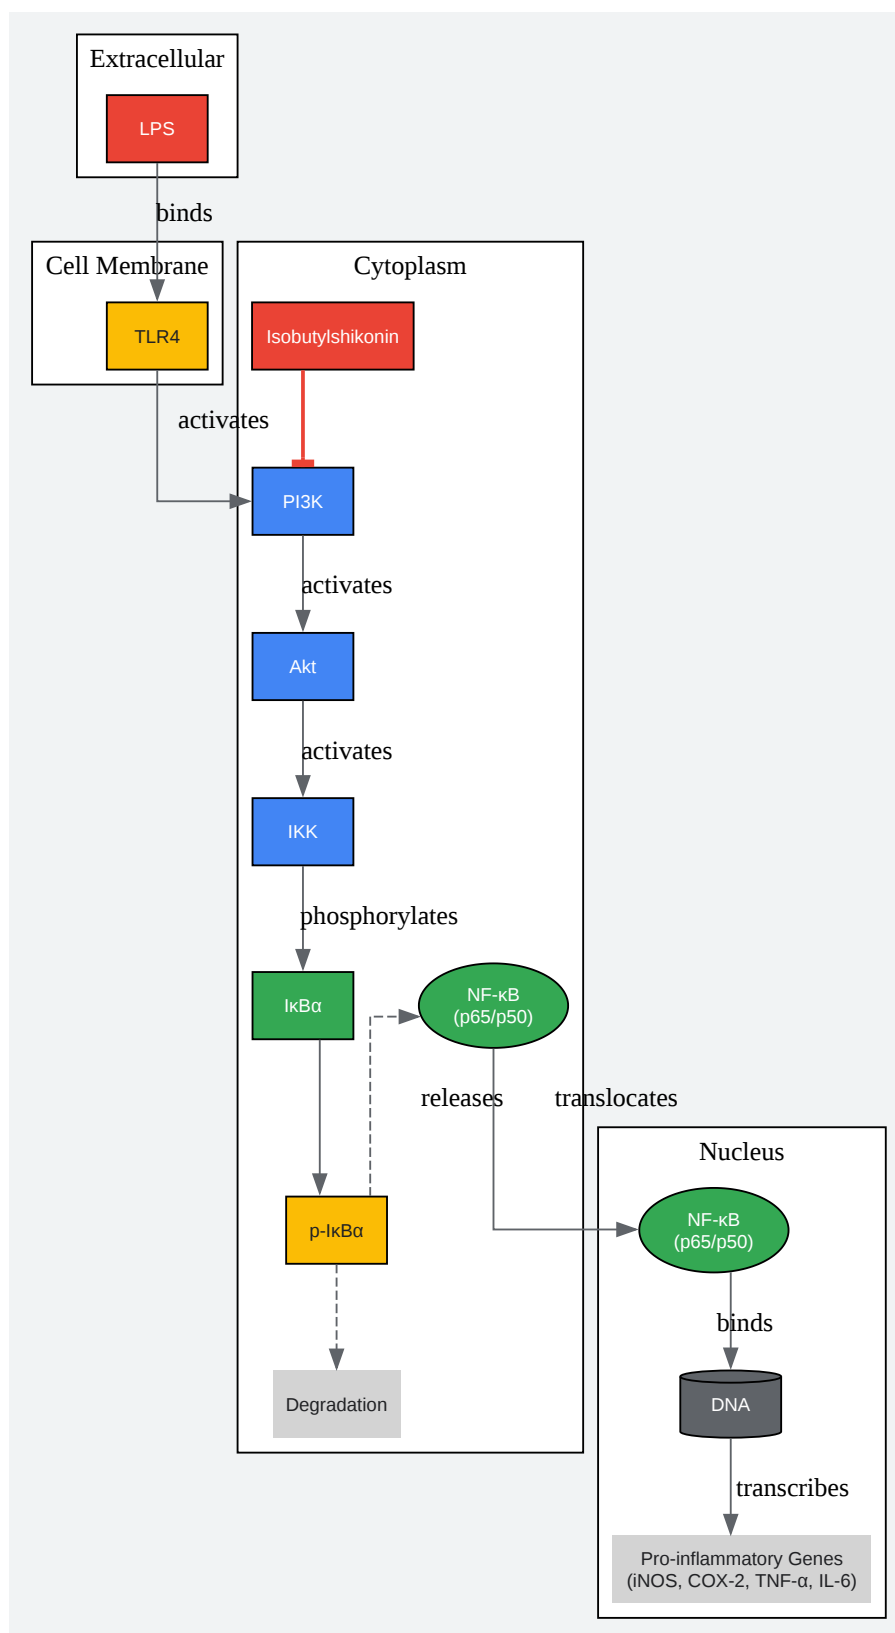 Extracellular
LPS
binds
Cell Membrane
TLR4
Cytoplasm
Isobutylshikonin
activates
PI3K
activates
Akt
activates
IKK
phosphorylates
IκBα
NF-κB
(p65/p50)
releases
translocates
p-IκBα
Degradation
Nucleus
NF-κB
(p65/p50)
binds
DNA
transcribes
Pro-inflammatory Genes
(iNOS, COX-2, TNF-α, IL-6)